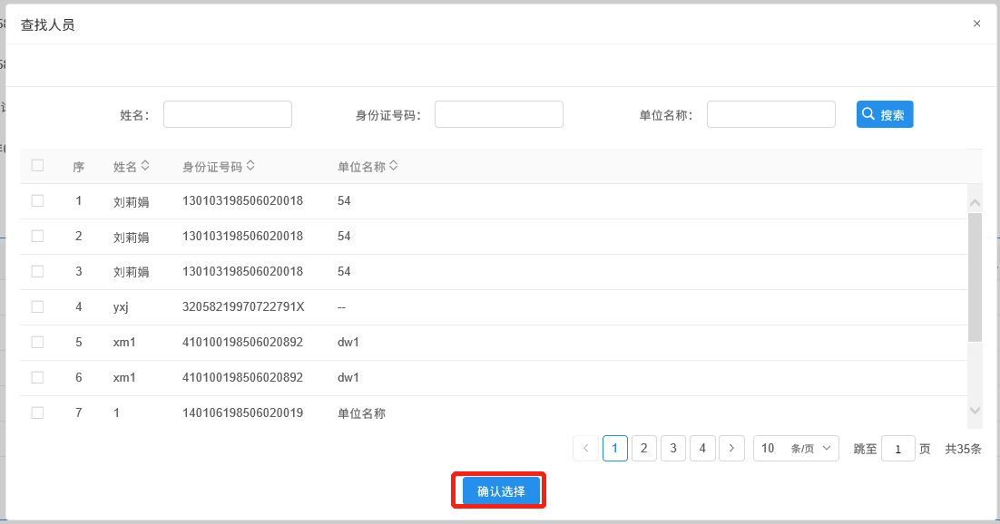 查找人员 ×
姓名: 身份证号码: 单位名称: 搜索
序 姓名 身份证号码 单位名称
1 刘莉娟 130103198506020018 54
2 刘莉娟 130103198506020018 54
3 刘莉娟 130103198506020018 54
4 yxj 32058219970722791X --
5 xm1 410100198506020892 dw1
6 xm1 410100198506020892 dw1
7 1 140106198506020019 单位名称
1 2 3 4 10 条/页 跳至 1 页 共35条
确认选择